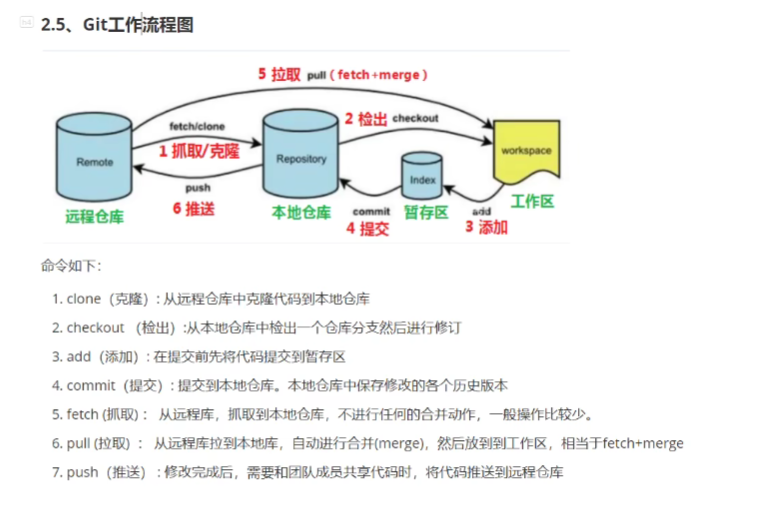 2.5、Git工作流程图
5 拉取 pull（fetch+merge）
fetch/clone
1 抓取/克隆
2 检出 checkout
Remote
Repository
workspace
Index
push
6 推送
commit
4 提交
add
3 添加
远程仓库
本地仓库
暂存区
工作区
命令如下：
1. clone（克隆）: 从远程仓库中克隆代码到本地仓库
2. checkout （检出）:从本地仓库中检出一个仓库分支然后进行修订
3. add（添加）: 在提交前先将代码提交到暂存区
4. commit（提交）: 提交到本地仓库。本地仓库中保存修改的各个历史版本
5. fetch (抓取) ： 从远程库，抓取到本地仓库，不进行任何的合并动作，一般操作比较少。
6. pull (拉取) ： 从远程库拉到本地库，自动进行合并(merge)，然后放到到工作区，相当于fetch+merge
7. push（推送） : 修改完成后，需要和团队成员共享代码时，将代码推送到远程仓库